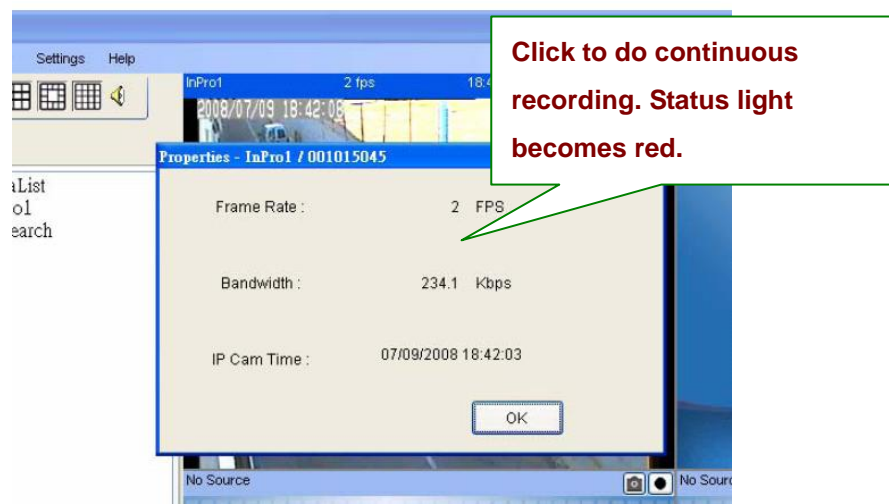 Settings Help
InPro1 2 fps 18:4
2008/07/09 18:42:08
Click to do continuous
recording. Status light
becomes red.
Properties - InPro1 / 001015045
List
o1
earch
Frame Rate : 2 FPS
Bandwidth : 234.1 Kbps
IP Cam Time : 07/09/2008 18:42:03
OK
No Source
No Sour